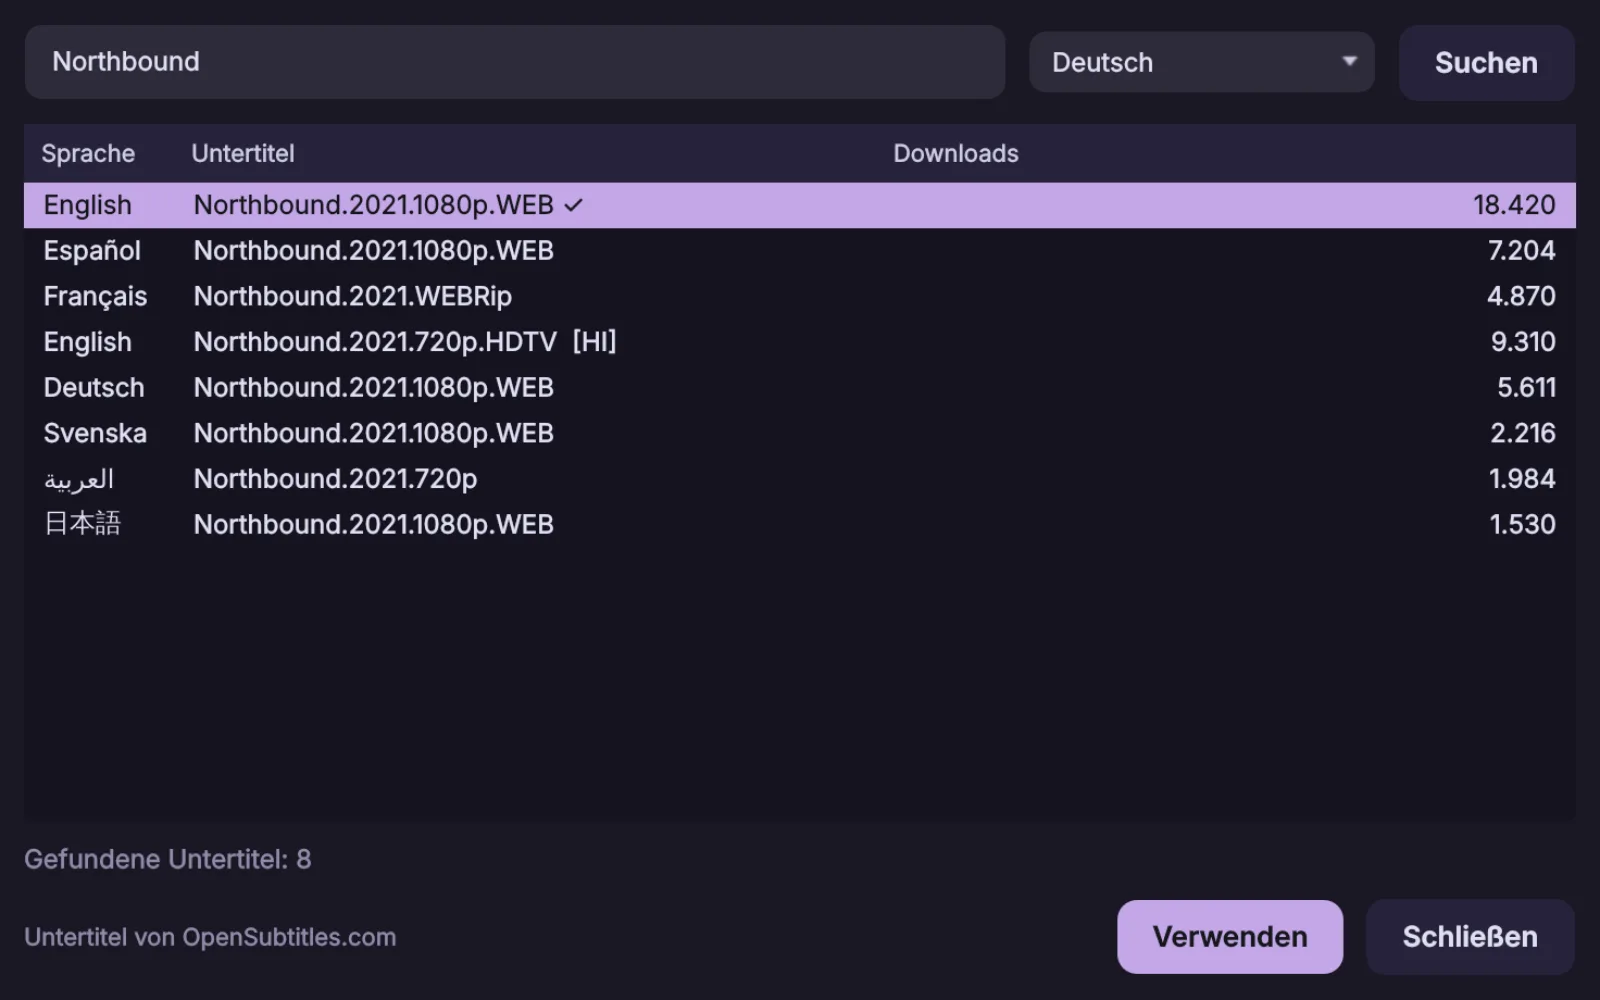 Northbound Deutsch Suchen
Sprache Untertitel Downloads
English Northbound.2021.1080p.WEB ✓ 18.420
Español Northbound.2021.1080p.WEB 7.204
Français Northbound.2021.WEBRip 4.870
English Northbound.2021.720p.HDTV [HI] 9.310
Deutsch Northbound.2021.1080p.WEB 5.611
Svenska Northbound.2021.1080p.WEB 2.216
العربية Northbound.2021.720p 1.984
日本語 Northbound.2021.1080p.WEB 1.530
Gefundene Untertitel: 8
Untertitel von OpenSubtitles.com Verwenden Schließen